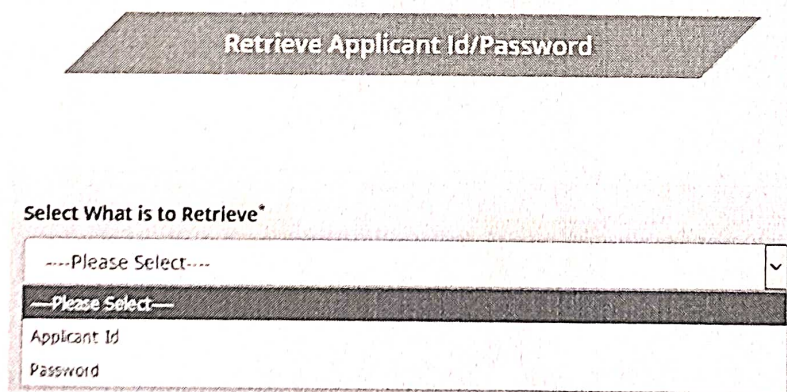 Retrieve Applicant Id/Password
Select What is to Retrieve*
----Please Select----
----Please Select----
Applicant Id
Password